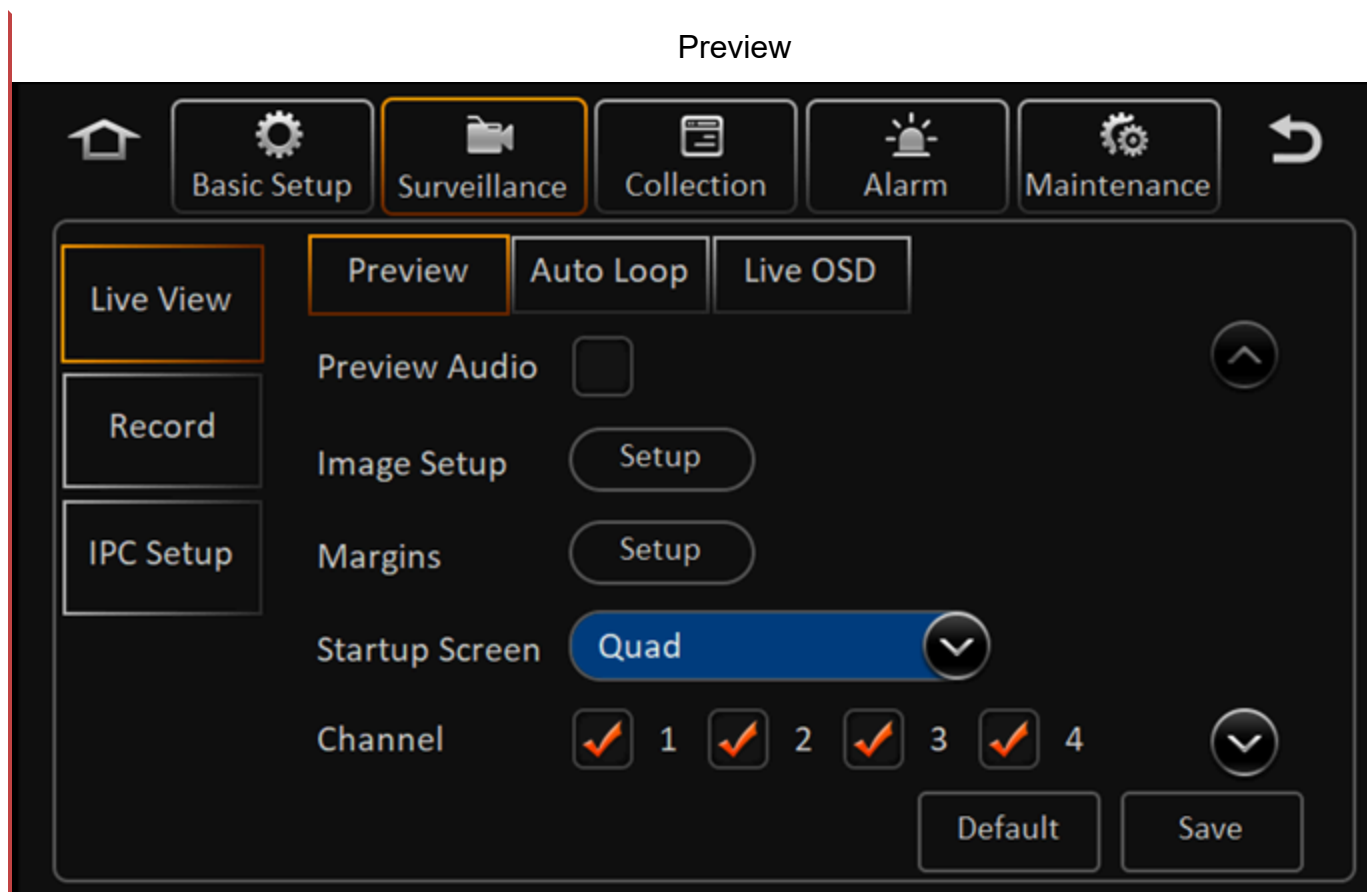 Preview
Basic Setup Surveillance Collection Alarm Maintenance
Live View
Record
IPC Setup
Preview Auto Loop Live OSD
Preview Audio
Image Setup Setup
Margins Setup
Startup Screen Quad
Channel 1 2 3 4
Default Save